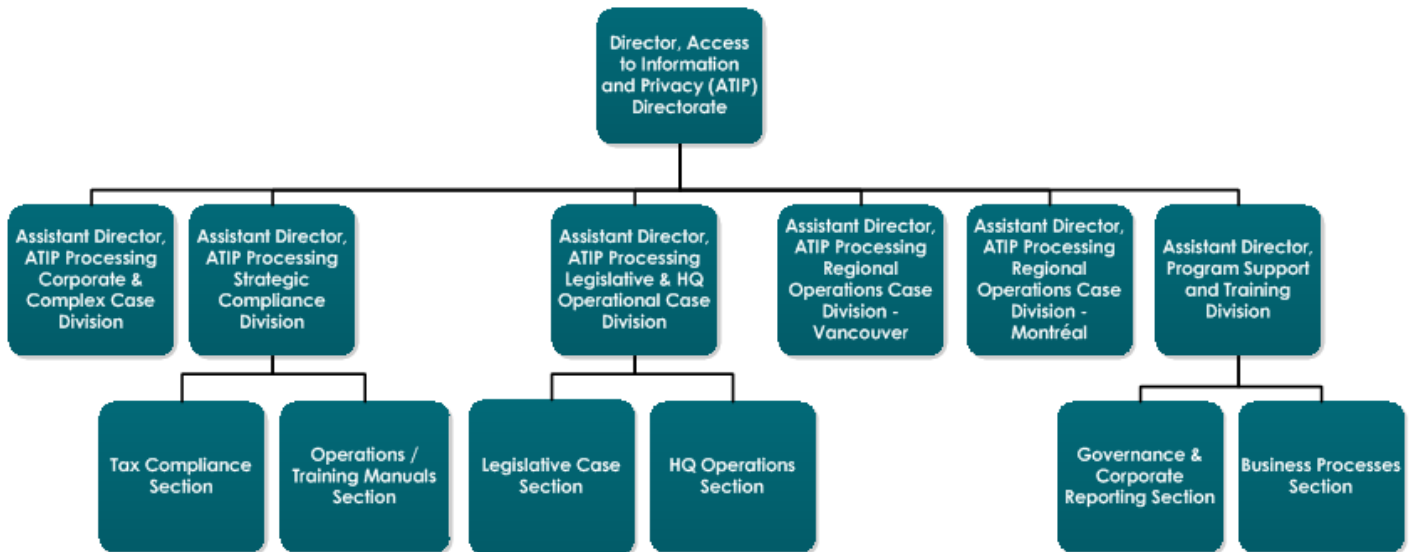 Director, Access
to Information
and Privacy (ATIP)
Directorate
Assistant Director,
ATIP Processing
Corporate &
Complex Case
Division
Assistant Director,
ATIP Processing
Strategic
Compliance
Division
Assistant Director,
ATIP Processing
Legislative & HQ
Operational Case
Division
Assistant Director,
ATIP Processing
Regional
Operations Case
Division -
Vancouver
Assistant Director,
ATIP Processing
Regional
Operations Case
Division -
Montréal
Assistant Director,
Program Support
and Training
Division
Tax Compliance
Section
Operations /
Training Manuals
Section
Legislative Case
Section
HQ Operations
Section
Governance &
Corporate
Reporting Section
Business Processes
Section